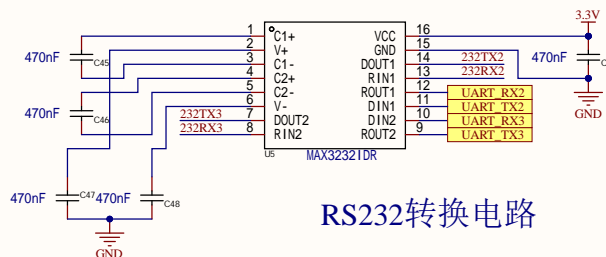 3.3V
1 C1+ VCC 16
2 V+ GND 15
470nF C45 3 C1- DOUT1 14 232TX2 470nF C
4 C2+ RIN1 13 232RX2
5 C2- ROUT1 12 UART_RX2
470nF C46 6 V- DIN1 11 UART_TX2 GND
232TX3 7 DOUT2 DIN2 10 UART_RX3
232RX3 8 RIN2 ROUT2 9 UART_TX3
U5 MAX3232IDR
470nF C47 470nF C48
RS232转换电路
GND